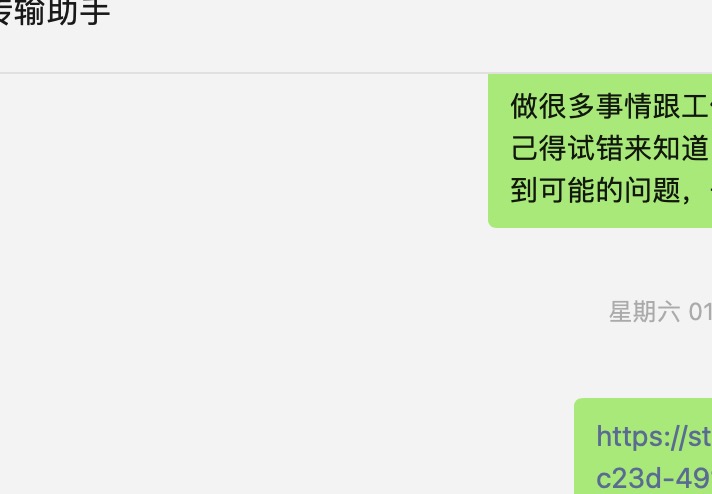 传输助手
做很多事情跟工
己得试错来知道
到可能的问题，
星期六 01
https://st
c23d-49